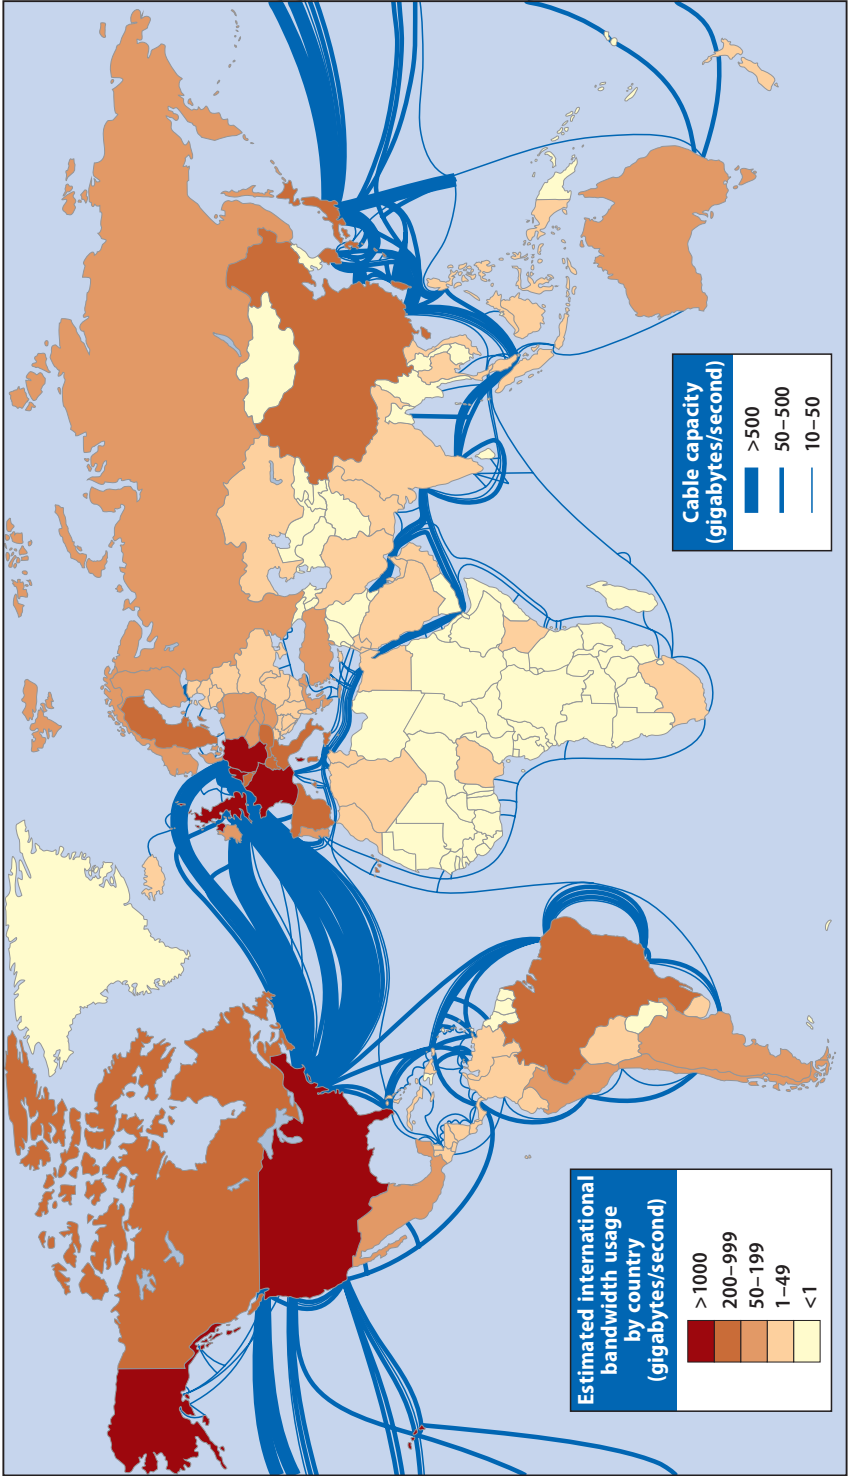 Cable capacity
(gigabytes/second)
>500
50–500
10–50
Estimated international
bandwidth usage
by country
(gigabytes/second)
>1000
200–999
50–199
1–49
<1